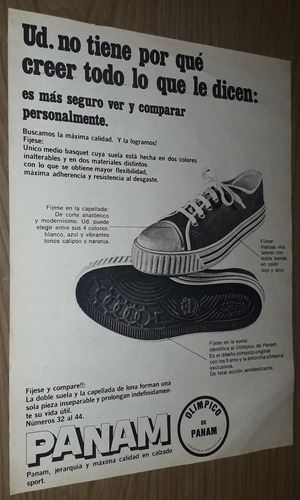 Ud. no tiene por qué
creer todo lo que le dicen:
es más seguro ver y comparar
personalmente.
Buscamos la máxima calidad. Y la logramos!
Fíjese:
Unico medio basquet cuya suela está hecha en dos colores
inalterables y en dos materiales distintos
con lo que se obtiene mayor flexibilidad,
máxima adherencia y resistencia al desgaste.
Fíjese en la capellada:
De corte anatómico
y modernísimo. Ud. puede
elegir entre sus 4 colores:
blanco, azul y vibrantes
tonos calipso y naranja.
Fíjese:
Vistosa vira
lateral con
doble banda
en color
rojo y azul.
Fíjese en la suela:
Identifica al Olímpico de Panam.
Es el diseño olímpico original
con los 5 aros y la antorcha olímpica
exclusivos.
De total acción antideslizante.
Fíjese y compare!!:
La doble suela y la capellada de lona forman una
sola pieza inseparable y prolongan indefinidamen-
te su vida útil.
Números 32 al 44.
PANAM
OLIMPICO
DE
PANAM
Panam, jerarquía y máxima calidad en calzado
sport.